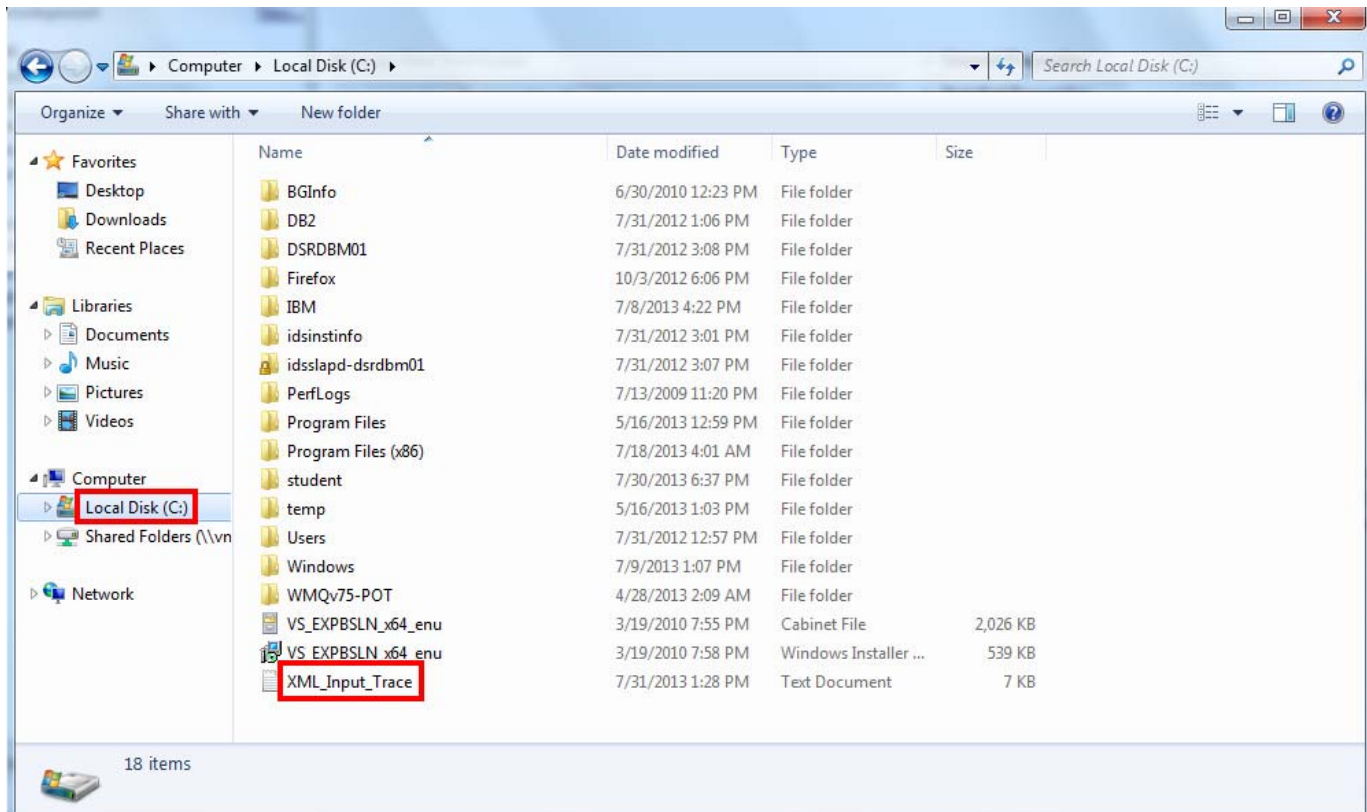 Computer ▸ Local Disk (C:) ▸
Search Local Disk (C:)
Organize ▾ Share with ▾ New folder
Name Date modified Type Size
Favorites
Desktop
Downloads
Recent Places
Libraries
Documents
Music
Pictures
Videos
Computer
Local Disk (C:)
Shared Folders (\\vn
Network
BGInfo 6/30/2010 12:23 PM File folder
DB2 7/31/2012 1:06 PM File folder
DSRDBM01 7/31/2012 3:08 PM File folder
Firefox 10/3/2012 6:06 PM File folder
IBM 7/8/2013 4:22 PM File folder
idsinstinfo 7/31/2012 3:01 PM File folder
idsslapd-dsrdbm01 7/31/2012 3:07 PM File folder
PerfLogs 7/13/2009 11:20 PM File folder
Program Files 5/16/2013 12:59 PM File folder
Program Files (x86) 7/18/2013 4:01 AM File folder
student 7/30/2013 6:37 PM File folder
temp 5/16/2013 1:03 PM File folder
Users 7/31/2012 12:57 PM File folder
Windows 7/9/2013 1:07 PM File folder
WMQv75-POT 4/28/2013 2:09 AM File folder
VS_EXPBSLN_x64_enu 3/19/2010 7:55 PM Cabinet File 2,026 KB
VS_EXPBSLN_x64_enu 3/19/2010 7:58 PM Windows Installer ... 539 KB
XML_Input_Trace 7/31/2013 1:28 PM Text Document 7 KB
18 items